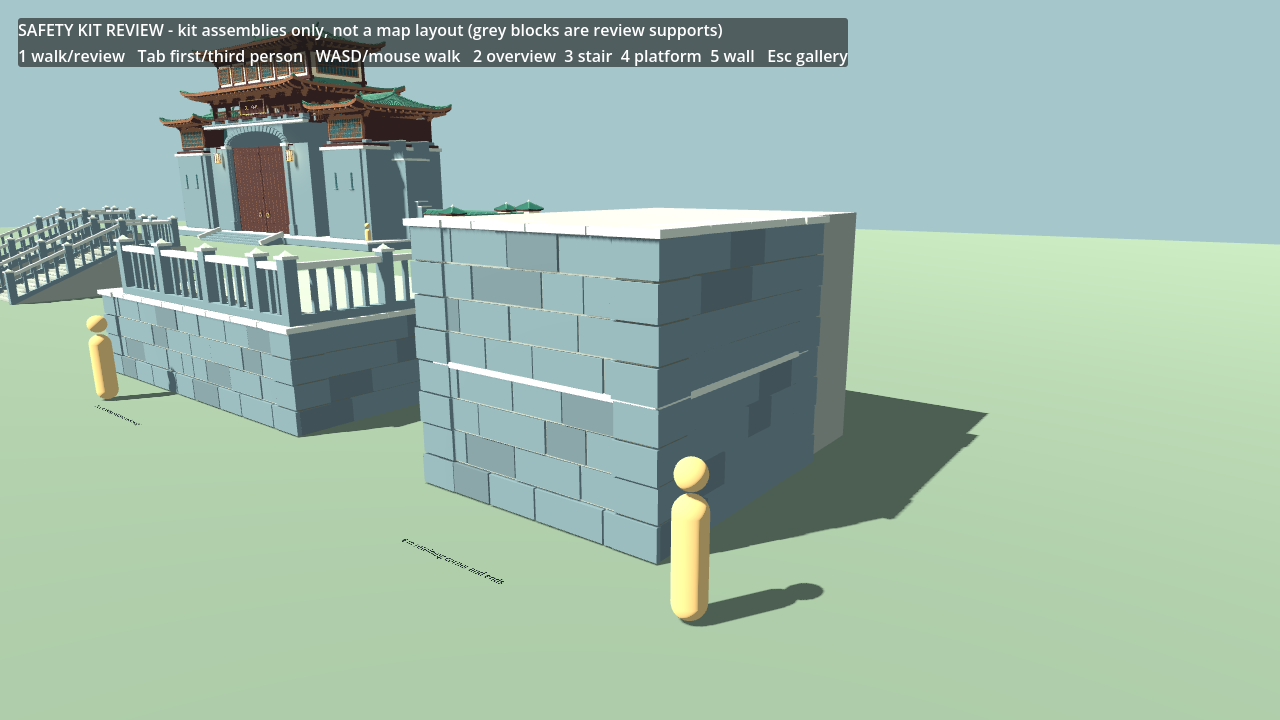 SAFETY KIT REVIEW - kit assemblies only, not a map layout (grey blocks are review supports)
1 walk/review   Tab first/third person   WASD/mouse walk   2 overview  3 stair  4 platform  5 wall   Esc gallery